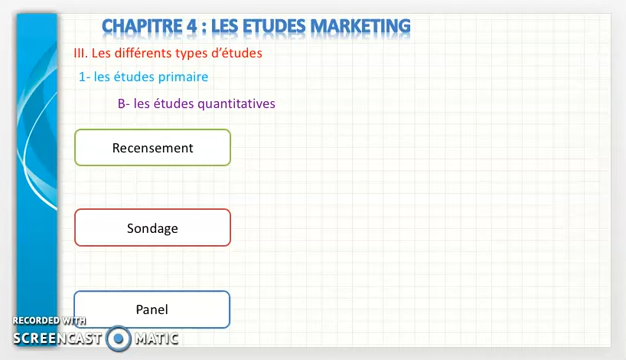 CHAPITRE 4 : LES ETUDES MARKETING
III. Les différents types d'études
1- les études primaire
B- les études quantitatives
Recensement
Sondage
Panel
RECORDED WITH
SCREENCAST MATIC